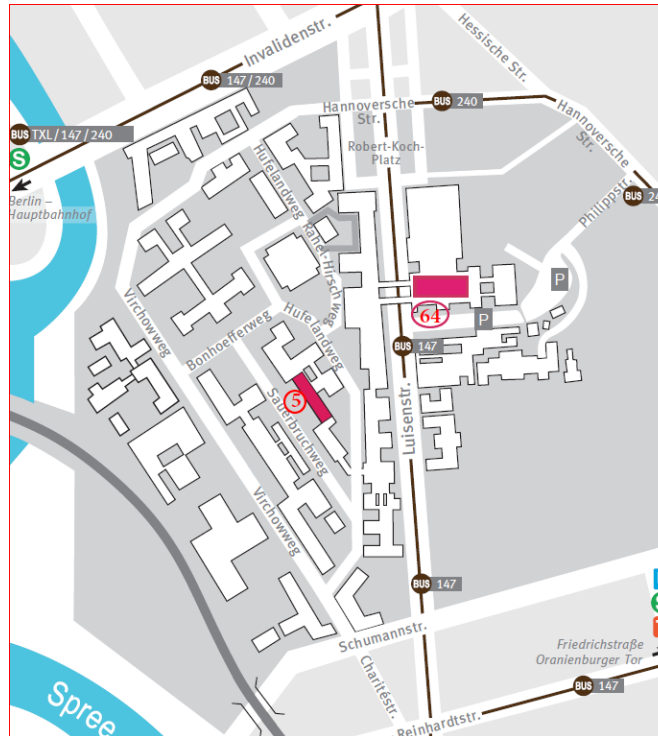 Invalidenstr.
Hessische Str.
BUS 147/240
Hannoversche
Str.
BUS 240
Hannoversche
Str.
BUS TXL/147/240
S
Robert-Koch-
Platz
Hufelandweg
Philippstr.
Berlin –
Hauptbahnhof
BUS
Rahel-Hirsch weg
P
Virchowweg
Hufelandweg
64
P
Bonhoefferweg
BUS 147
5
Sauerbruchweg
Luisenstr.
Virchowweg
BUS 147
Schumannstr.
Friedrichstraße
Oranienburger Tor
Charitéstr.
Spree
BUS 147
Reinhardtstr.